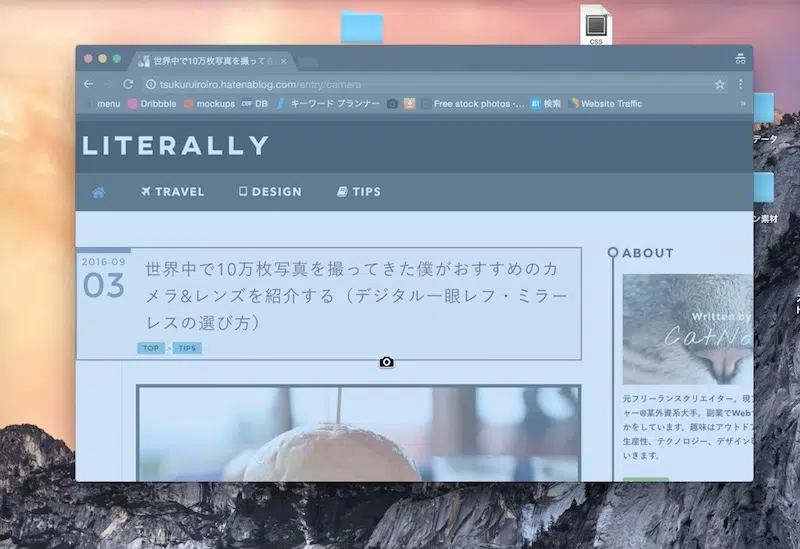 CSS
世界中で10万枚写真を撮ってき
tsukuruiroiro.hatenablog.com/entry/camera
menu Dribbble mockups DB キーワード プランナー Free stock photos -… B! 検索 Website Traffic »
LITERALLY
TRAVEL DESIGN TIPS
2016-09
03
世界中で10万枚写真を撮ってきた僕がおすすめのカ
メラ&レンズを紹介する（デジタル一眼レフ・ミラー
レスの選び方）
TOP > TIPS
ABOUT
Written by
CatNo
元フリーランスクリエイター。現
ャー@某外資系大手。副業でWeb
かをしています。趣味はアウトド
生産性、テクノロジー、デザイン
いきます。
データ
ン素材